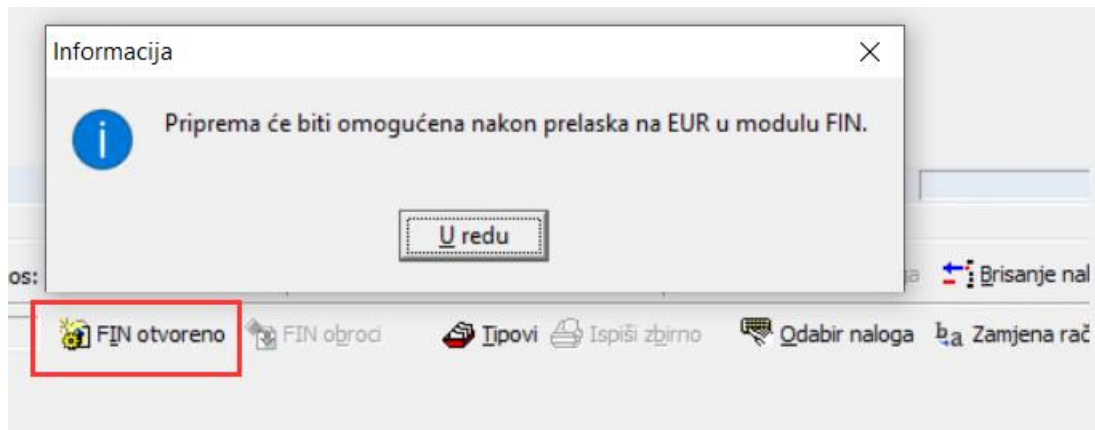 Informacija
Priprema će biti omogućena nakon prelaska na EUR u modulu FIN.
U redu
os:
Brisanje nal
FIN otvoreno FIN obroci Tipovi Ispiši zbirno Odabir naloga Zamjena rač